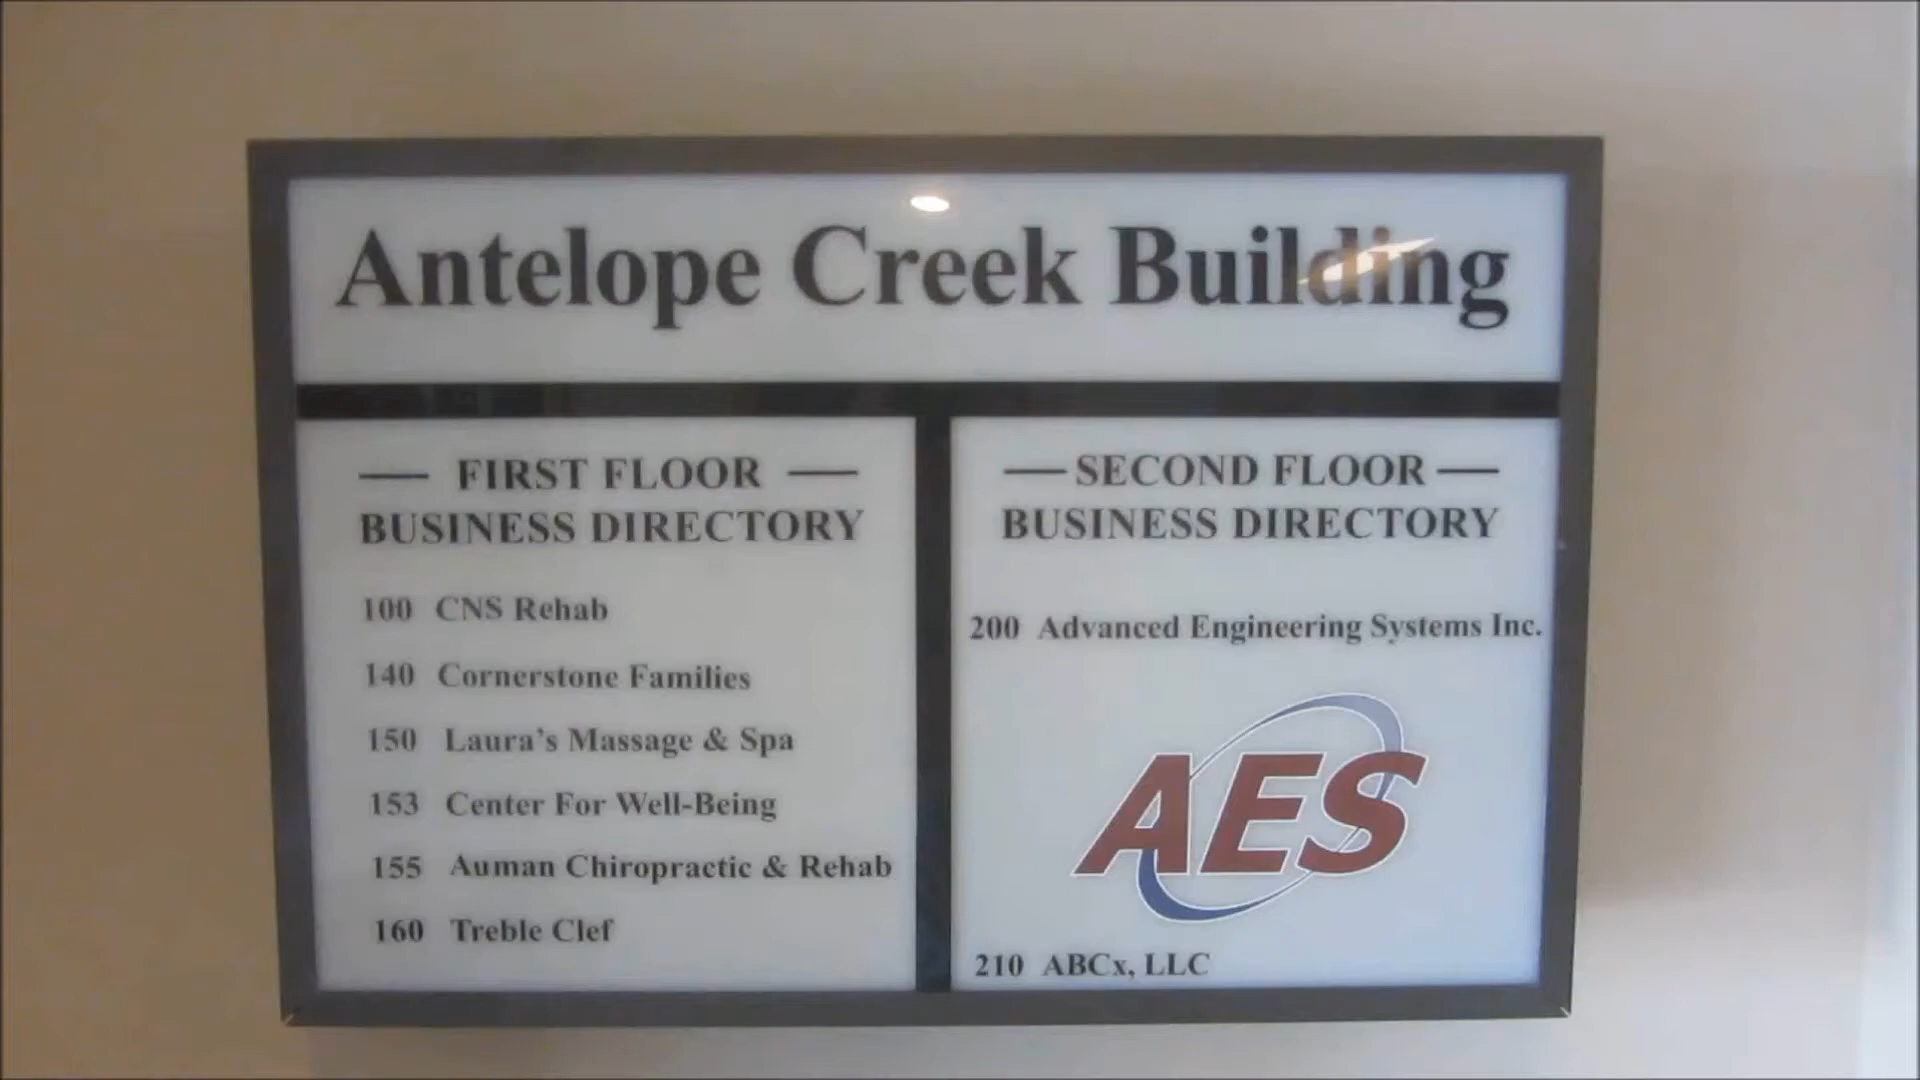 Antelope Creek Building
FIRST FLOOR
BUSINESS DIRECTORY
100 CNS Rehab
140 Cornerstone Families
150 Laura's Massage & Spa
153 Center For Well-Being
155 Auman Chiropractic & Rehab
160 Treble Clef
SECOND FLOOR
BUSINESS DIRECTORY
200 Advanced Engineering Systems Inc.
AES
210 ABCx, LLC